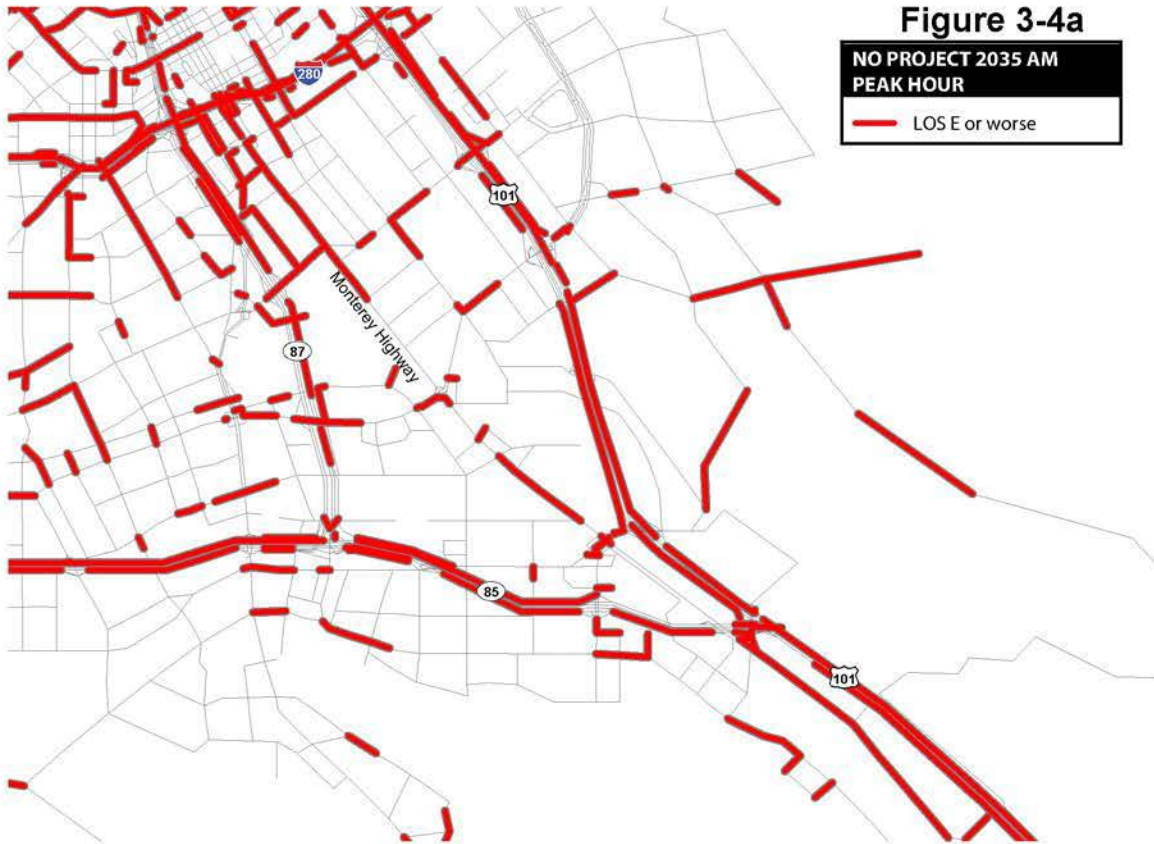 Figure 3-4a
NO PROJECT 2035 AM
PEAK HOUR
LOS E or worse
280
101
Monterey Highway
87
85
101